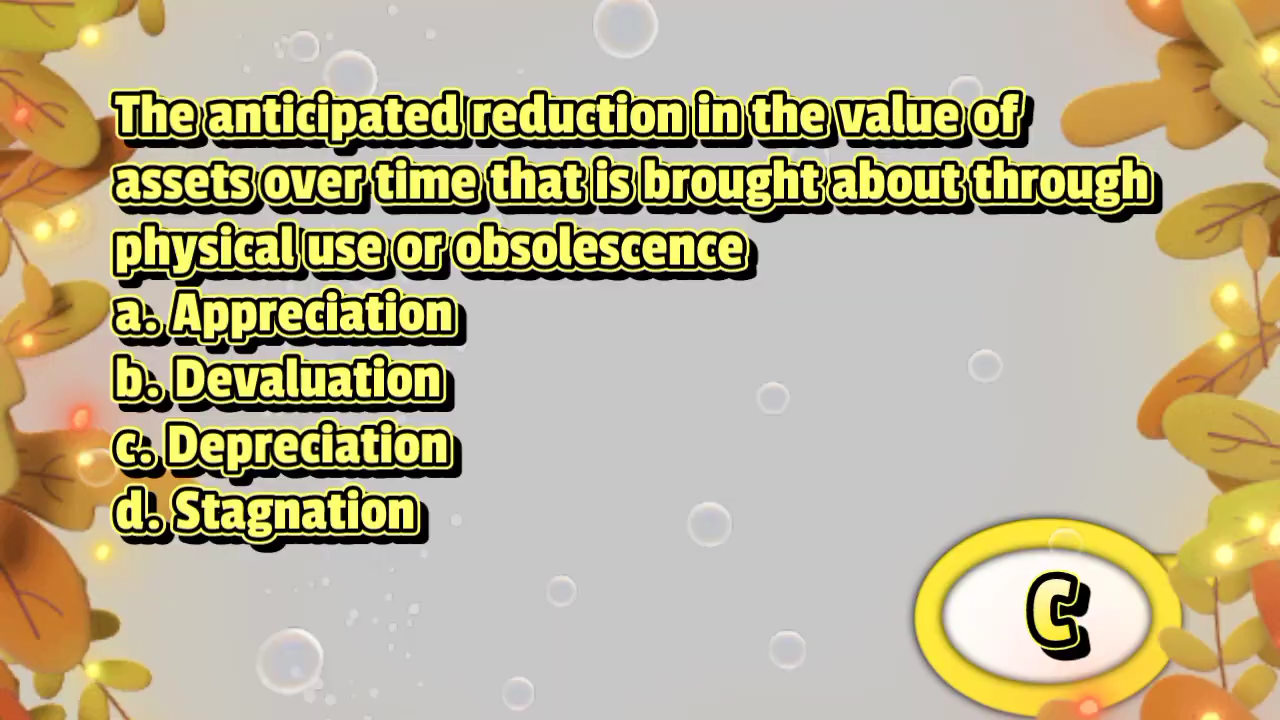 The anticipated reduction in the value of
assets over time that is brought about through
physical use or obsolescence
a. Appreciation
b. Devaluation
c. Depreciation
d. Stagnation
C